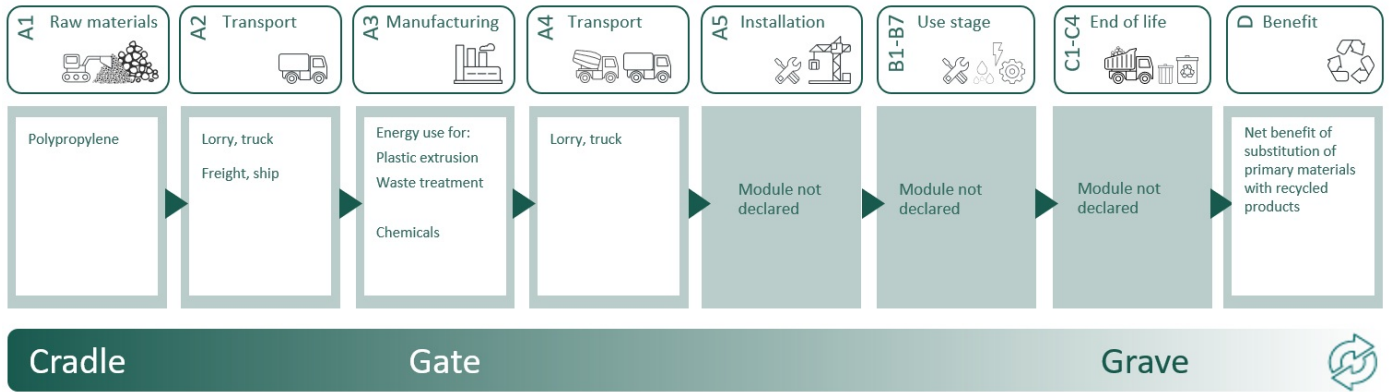 A1
Raw materials
A2
Transport
A3
Manufacturing
A4
Transport
A5
Installation
B1-B7
Use stage
C1-C4
End of life
D
Benefit
Polypropylene
Lorry, truck
Freight, ship
Energy use for:
Plastic extrusion
Waste treatment
Chemicals
Lorry, truck
Module not
declared
Module not
declared
Module not
declared
Net benefit of
substitution of
primary materials
with recycled
products
Cradle
Gate
Grave